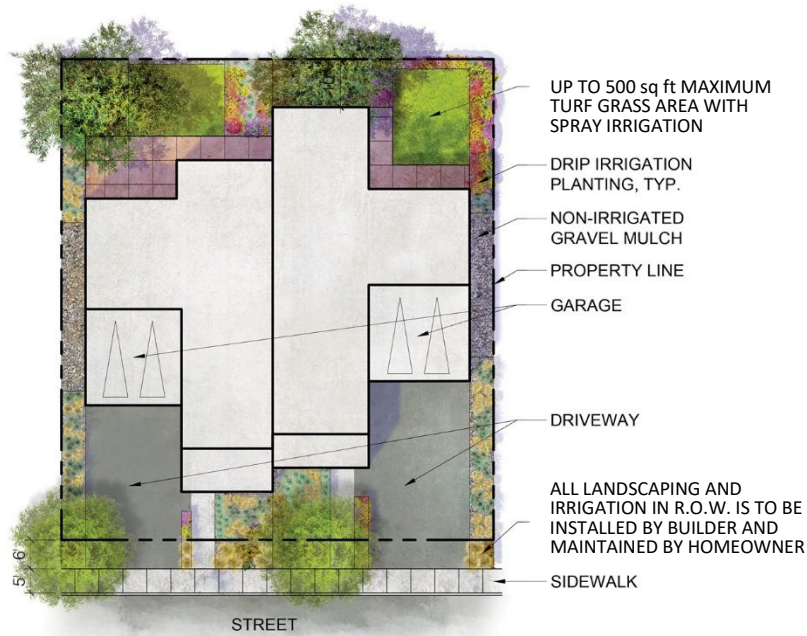 UP TO 500 sq ft MAXIMUM
TURF GRASS AREA WITH
SPRAY IRRIGATION
DRIP IRRIGATION
PLANTING, TYP.
NON-IRRIGATED
GRAVEL MULCH
PROPERTY LINE
GARAGE
DRIVEWAY
ALL LANDSCAPING AND
IRRIGATION IN R.O.W. IS TO BE
INSTALLED BY BUILDER AND
MAINTAINED BY HOMEOWNER
6'
5'
SIDEWALK
STREET